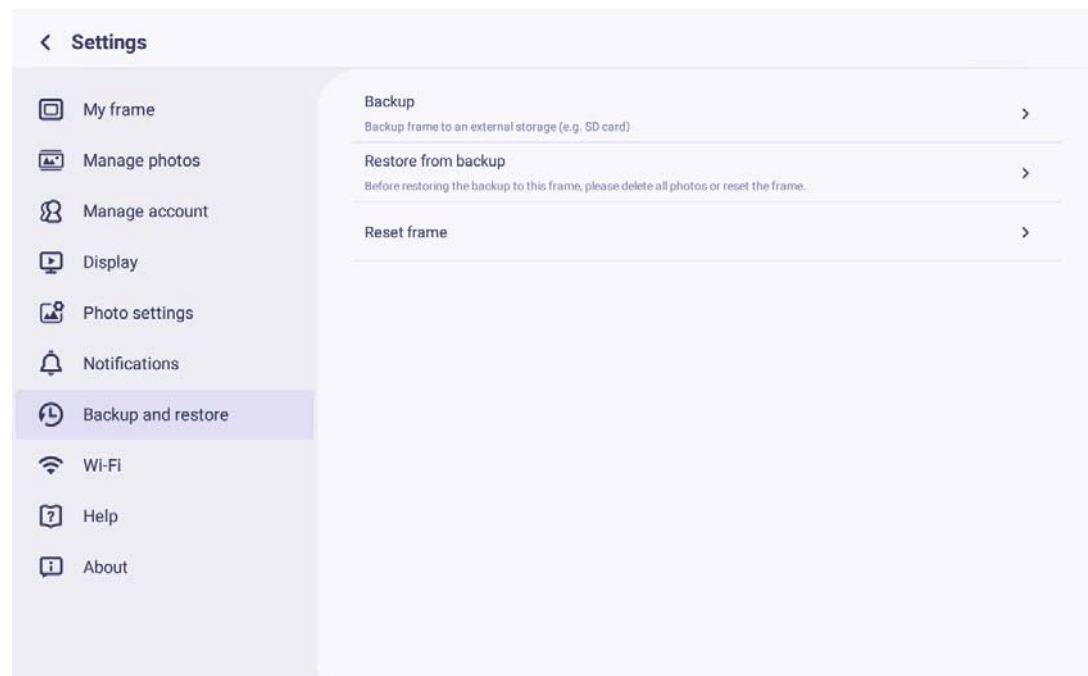 Settings
My frame
Manage photos
Manage account
Display
Photo settings
Notifications
Backup and restore
Wi-Fi
Help
About
Backup
Backup frame to an external storage (e.g. SD card)
Restore from backup
Before restoring the backup to this frame, please delete all photos or reset the frame.
Reset frame